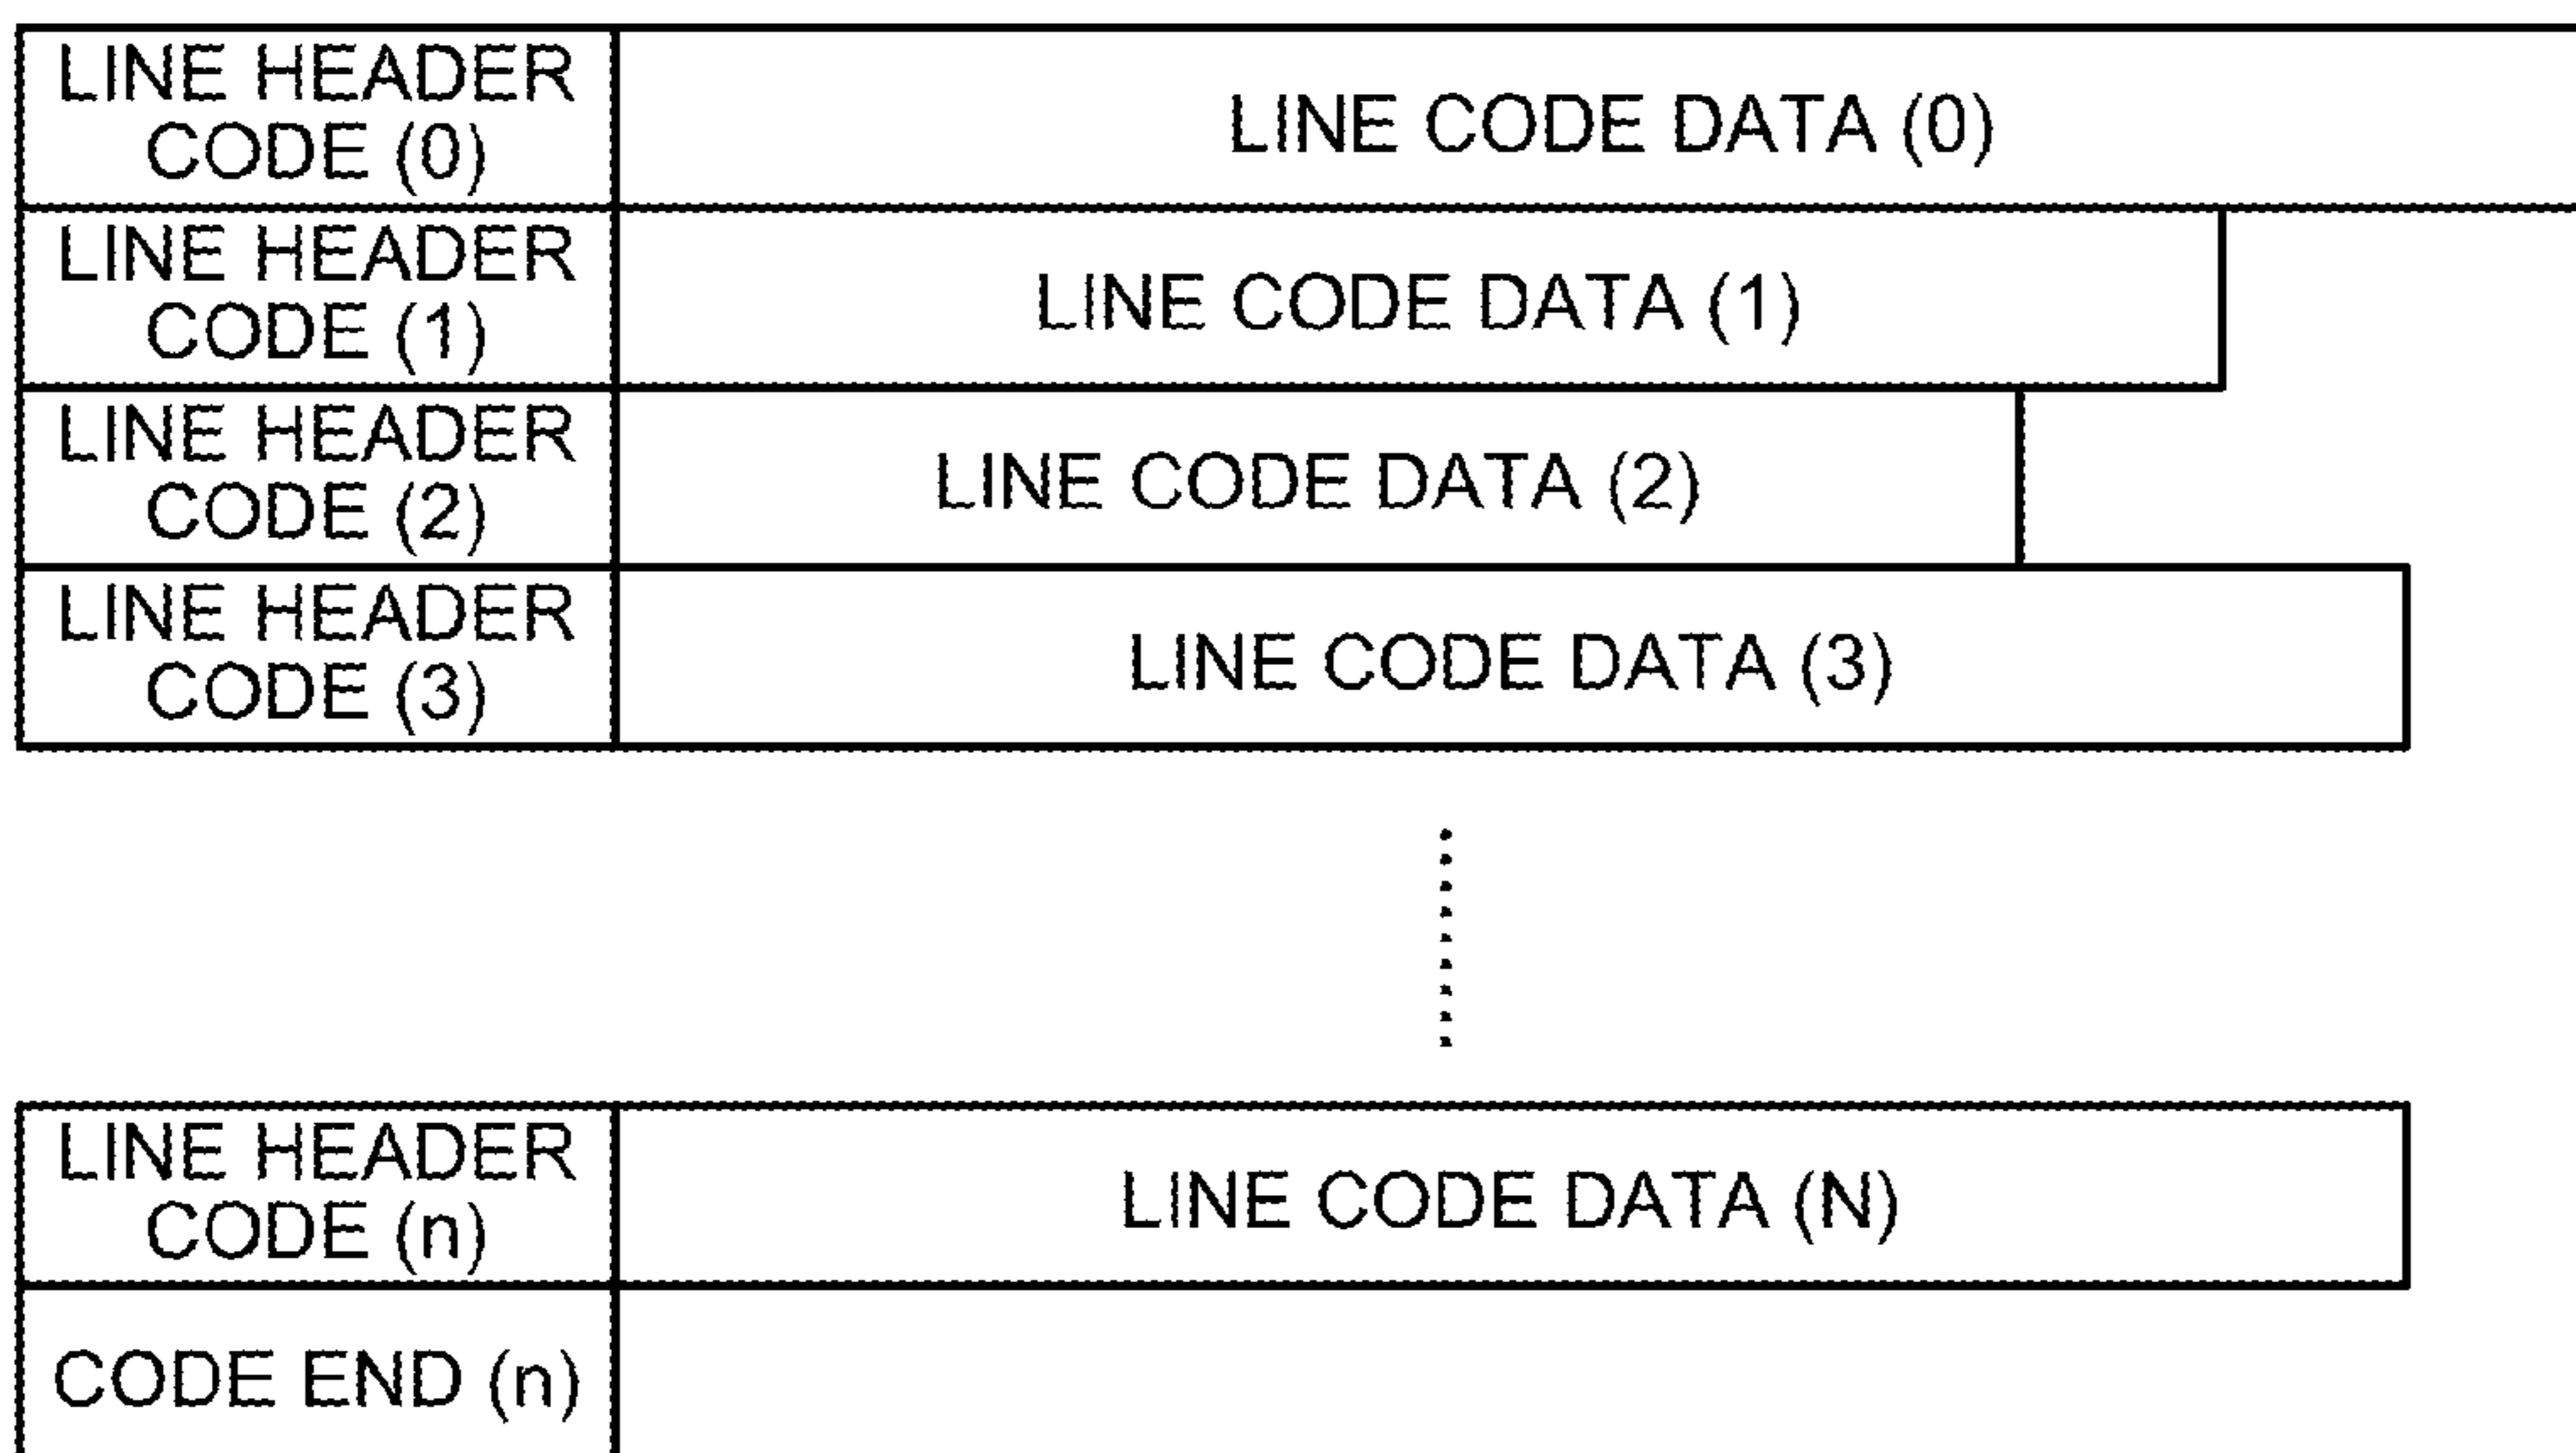 LINE HEADER
CODE (0)
LINE CODE DATA (0)
LINE HEADER
CODE (1)
LINE CODE DATA (1)
LINE HEADER
CODE (2)
LINE CODE DATA (2)
LINE HEADER
CODE (3)
LINE CODE DATA (3)
LINE HEADER
CODE (n)
LINE CODE DATA (N)
CODE END (n)